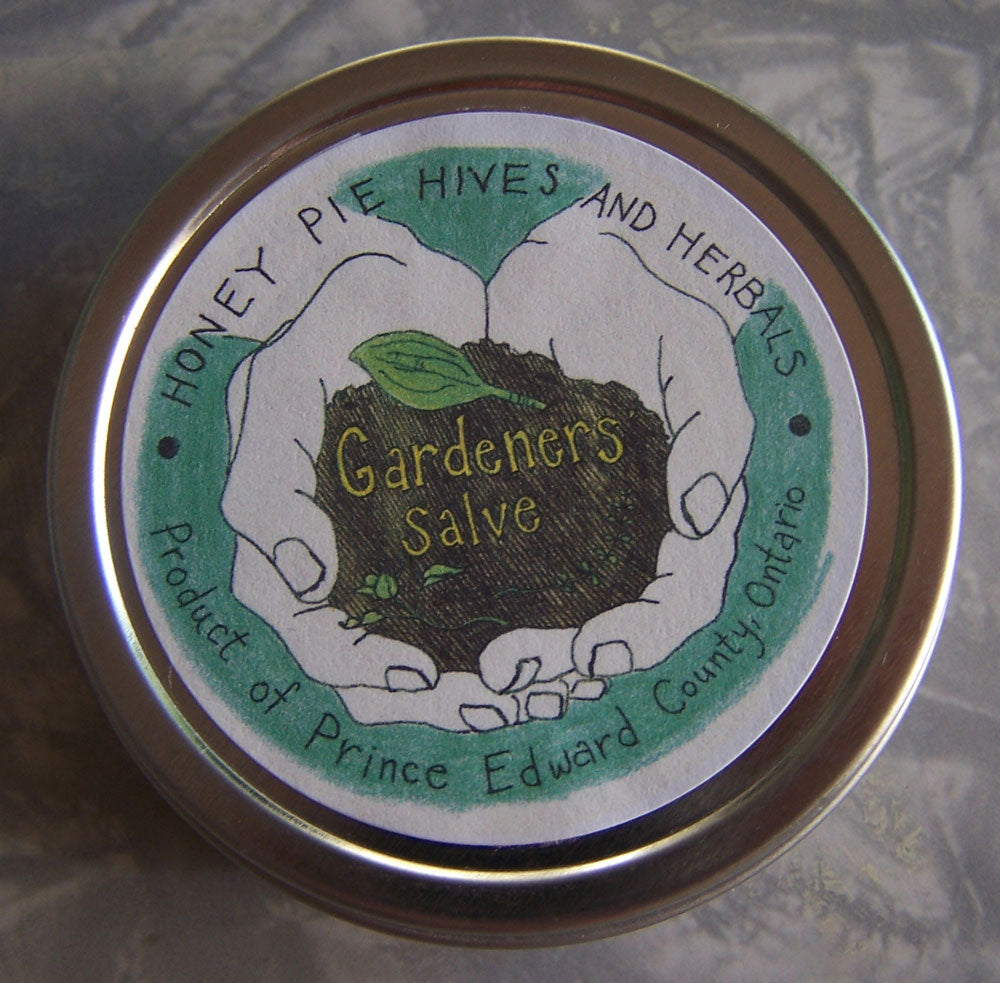 HONEY PIE HIVES AND HERBALS
Gardeners
Salve
Product of Prince Edward County, Ontario